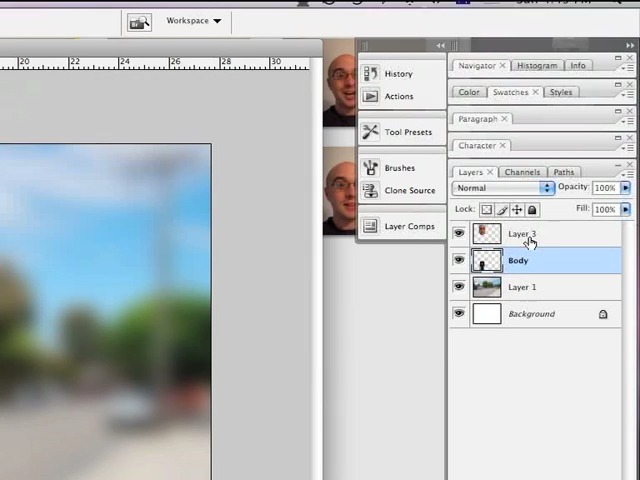 Workspace
20 22 24 26 28 30
Navigator × Histogram Info
History
Color Swatches × Styles
Actions
Paragraph ×
Tool Presets
Character ×
Brushes
Layers × Channels Paths
Normal Opacity: 100%
Clone Source
Lock: Fill: 100%
Layer Comps
Layer 3
Body
Layer 1
Background